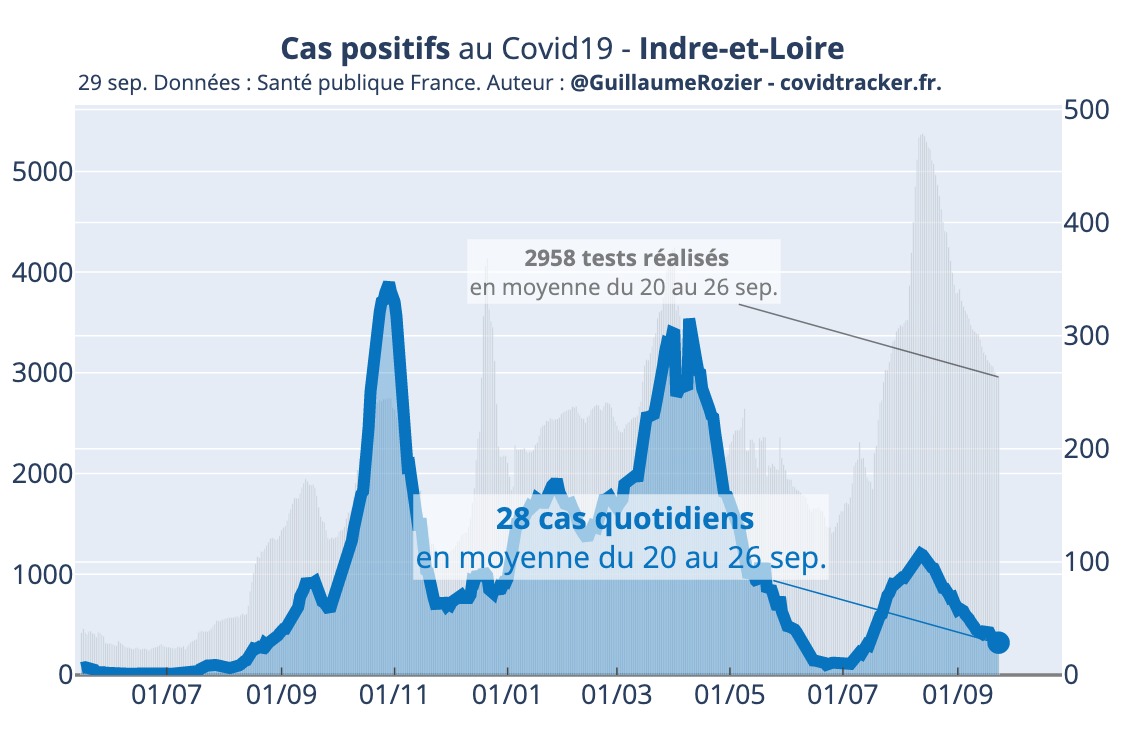 Cas positifs au Covid19 - Indre-et-Loire
29 sep. Données : Santé publique France. Auteur : @GuillaumeRozier - covidtracker.fr.
500
5000
400
4000
2958 tests réalisés
en moyenne du 20 au 26 sep.
300
3000
200
2000
28 cas quotidiens
en moyenne du 20 au 26 sep.
100
1000
0
0
01/07 01/09 01/11 01/01 01/03 01/05 01/07 01/09